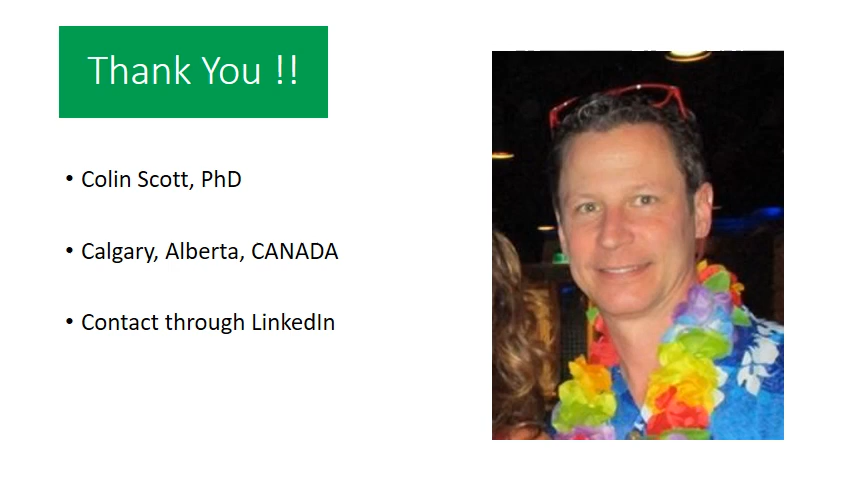 Thank You !!
• Colin Scott, PhD
• Calgary, Alberta, CANADA
• Contact through LinkedIn